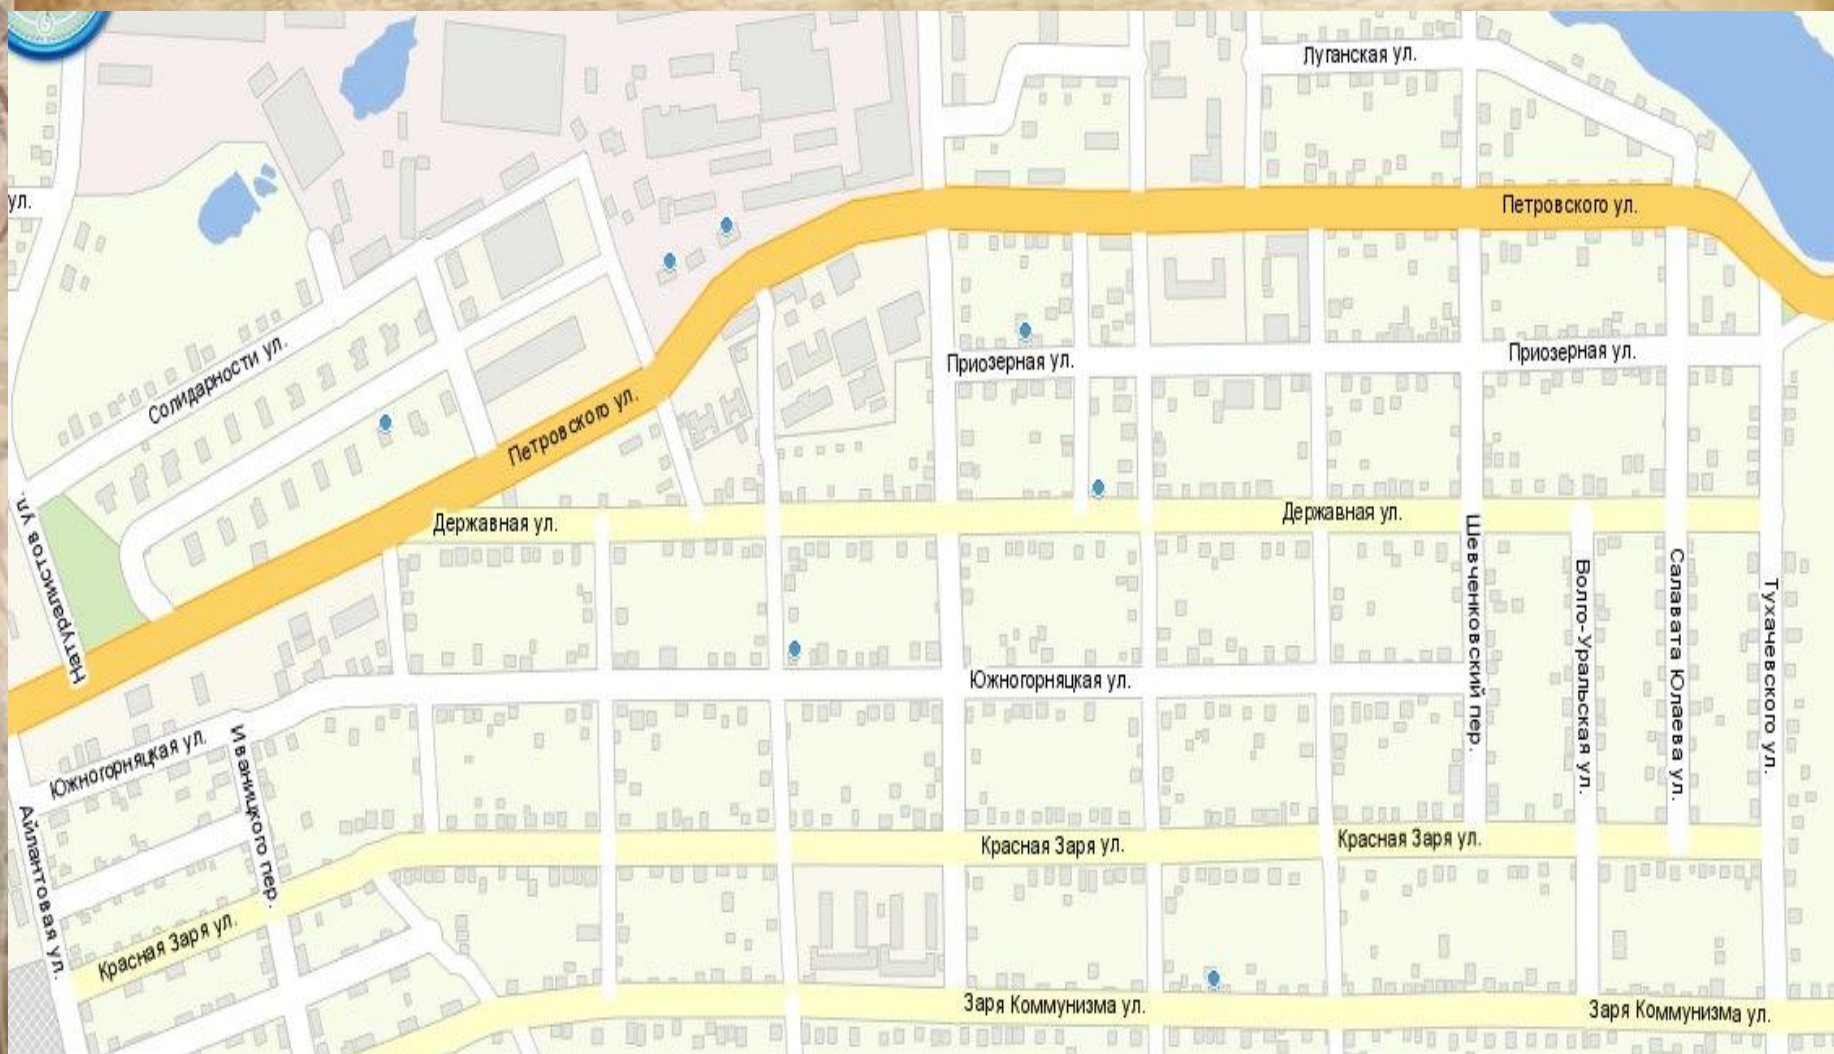 Луганская ул.
ул.
Петровского ул.
Приозерная ул.
Приозерная ул.
Солидарности ул.
Петровского ул.
Державная ул.
Державная ул.
Натуралистов ул.
Шевченковский пер.
Волго-Уральская ул.
Салавата Юлаева ул.
Тухачевского ул.
Южногорняцкая ул.
Южногорняцкая ул.
Иваницкого пер.
Айлантовая ул.
Красная Заря ул.
Красная Заря ул.
Красная Заря ул.
Заря Коммунизма ул.
Заря Коммунизма ул.